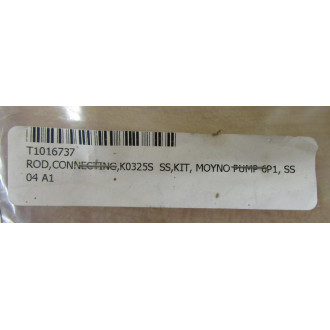 T1016737
ROD,CONNECTING,K0325S SS,KIT, MOYNO PUMP 6P1, SS
04 A1